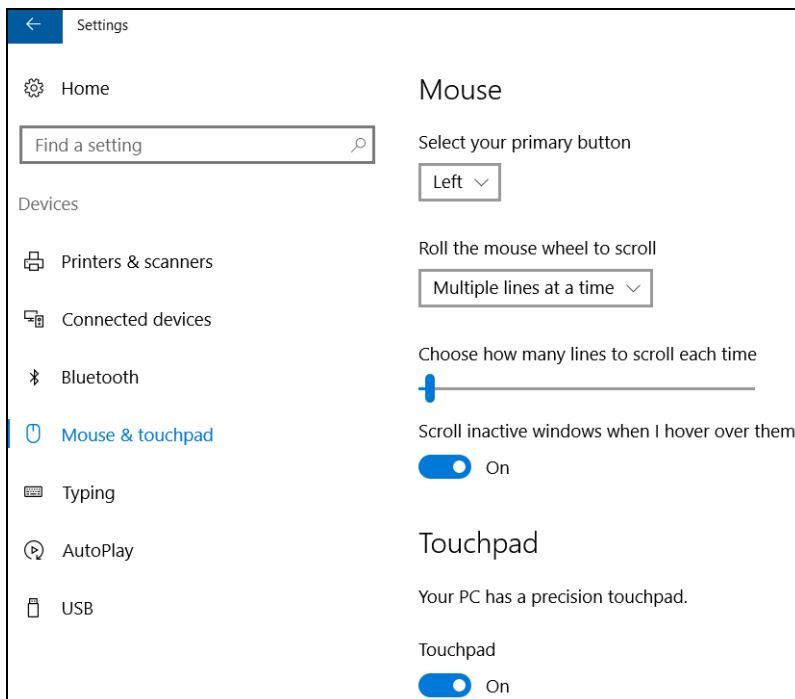 Settings
Home
Find a setting
Devices
Printers & scanners
Connected devices
Bluetooth
Mouse & touchpad
Typing
AutoPlay
USB
Mouse
Select your primary button
Left
Roll the mouse wheel to scroll
Multiple lines at a time
Choose how many lines to scroll each time
Scroll inactive windows when I hover over them
On
Touchpad
Your PC has a precision touchpad.
Touchpad
On